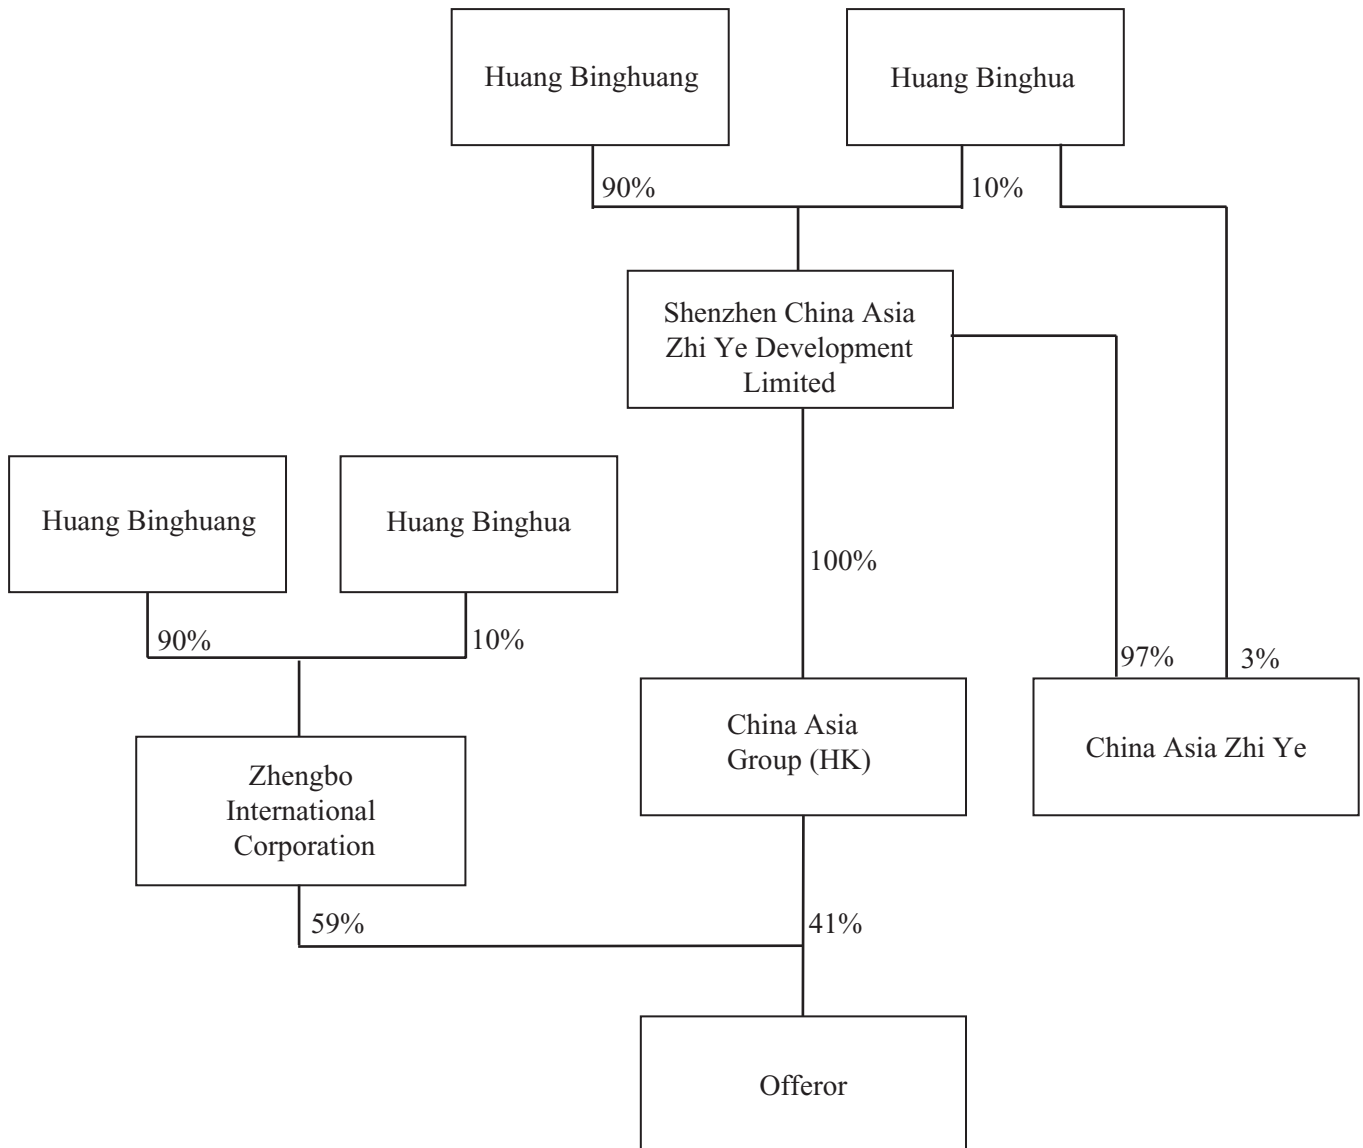 Huang Binghuang
Huang Binghua
90%
10%
Shenzhen China Asia
Zhi Ye Development
Limited
Huang Binghuang
Huang Binghua
100%
90%
10%
97%
3%
China Asia
Group (HK)
China Asia Zhi Ye
Zhengbo
International
Corporation
59%
41%
Offeror